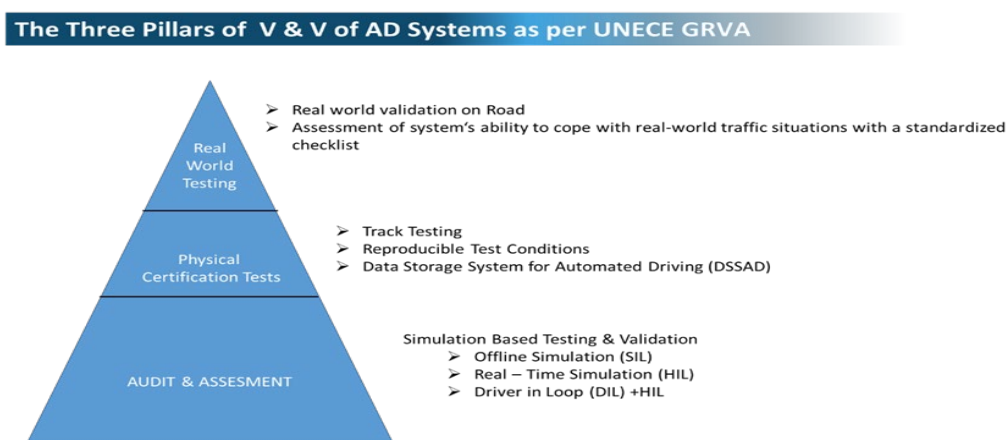 The Three Pillars of V & V of AD Systems as per UNECE GRVA
➢ Real world validation on Road
➢ Assessment of system's ability to cope with real-world traffic situations with a standardized
checklist
Real
World
Testing
➢ Track Testing
➢ Reproducible Test Conditions
➢ Data Storage System for Automated Driving (DSSAD)
Physical
Certification Tests
Simulation Based Testing & Validation
➢ Offline Simulation (SIL)
➢ Real – Time Simulation (HIL)
➢ Driver in Loop (DIL) +HIL
AUDIT & ASSESMENT